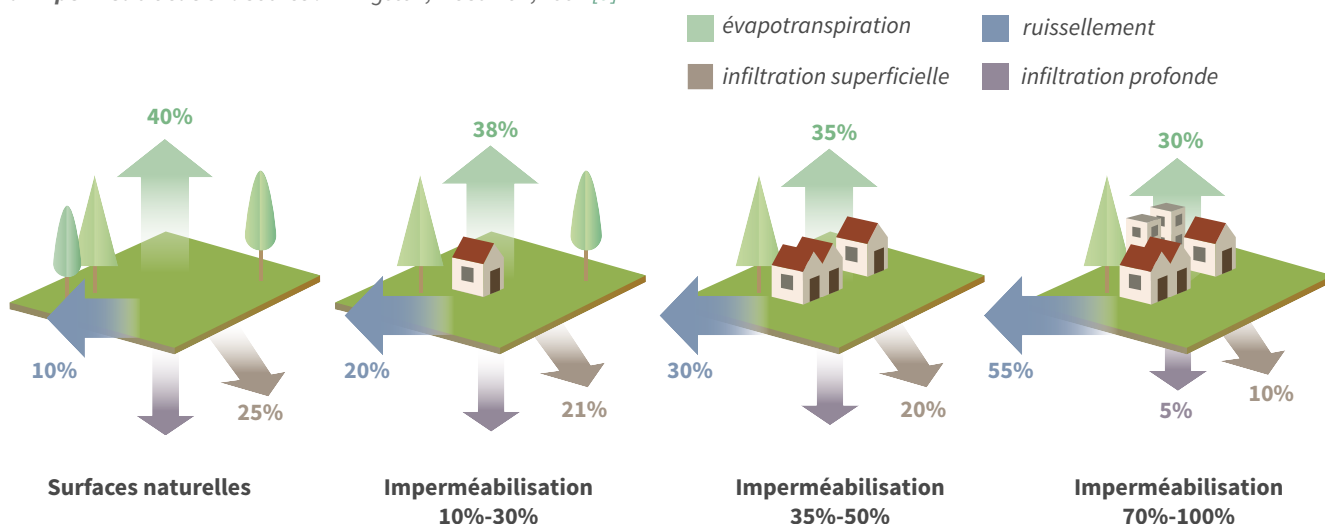 évapotranspiration
ruissellement
infiltration superficielle
infiltration profonde
40%
38%
35%
30%
10%
25%
20%
21%
30%
20%
55%
5%
10%
Surfaces naturelles
Imperméabilisation
10%-30%
Imperméabilisation
35%-50%
Imperméabilisation
70%-100%